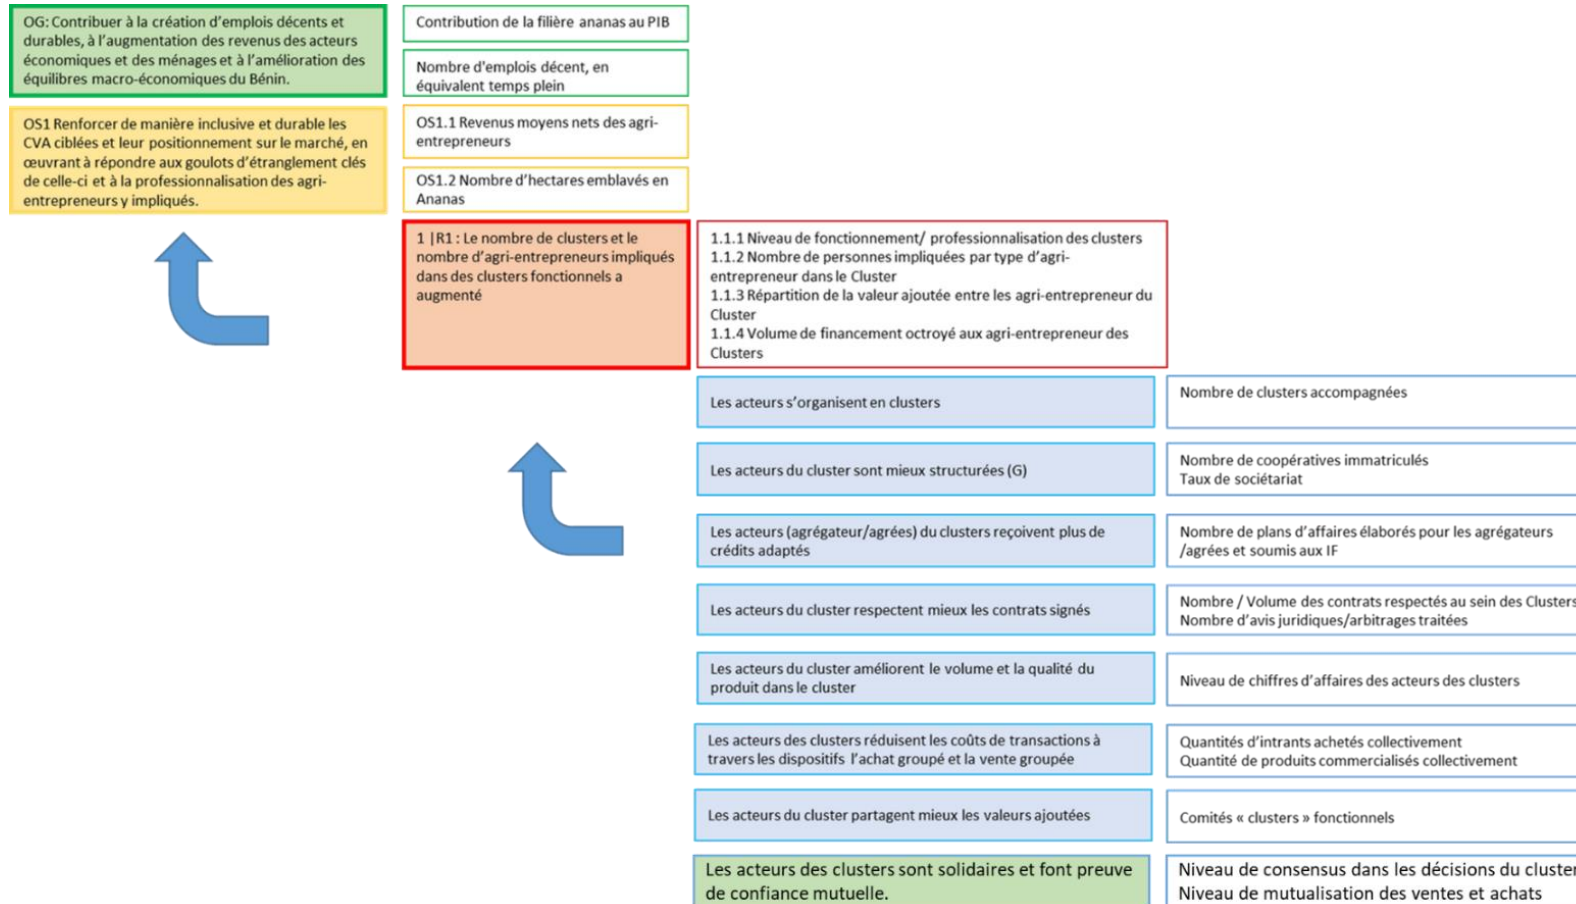 OG: Contribuer à la création d'emplois décents et
durables, à l'augmentation des revenus des acteurs
économiques et des ménages et à l'amélioration des
équilibres macro-économiques du Bénin.
Contribution de la filière ananas au PIB
Nombre d'emplois décent, en
équivalent temps plein
OS1 Renforcer de manière inclusive et durable les
CVA ciblées et leur positionnement sur le marché, en
œuvrant à répondre aux goulots d'étranglement clés
de celle-ci et à la professionnalisation des agri-
entrepreneurs y impliqués.
OS1.1 Revenus moyens nets des agri-
entrepreneurs
OS1.2 Nombre d'hectares emblavés en
Ananas
1 |R1 : Le nombre de clusters et le
nombre d'agri-entrepreneurs impliqués
dans des clusters fonctionnels a
augmenté
1.1.1 Niveau de fonctionnement/ professionnalisation des clusters
1.1.2 Nombre de personnes impliquées par type d'agri-
entrepreneur dans le Cluster
1.1.3 Répartition de la valeur ajoutée entre les agri-entrepreneur du
Cluster
1.1.4 Volume de financement octroyé aux agri-entrepreneur des
Clusters
Les acteurs s'organisent en clusters
Nombre de clusters accompagnées
Les acteurs du cluster sont mieux structurées (G)
Nombre de coopératives immatriculés
Taux de sociétariat
Les acteurs (agrégateur/agrées) du clusters reçoivent plus de
crédits adaptés
Nombre de plans d'affaires élaborés pour les agrégateurs
/agrées et soumis aux IF
Les acteurs du cluster respectent mieux les contrats signés
Nombre / Volume des contrats respectés au sein des Clusters
Nombre d'avis juridiques/arbitrages traitées
Les acteurs du cluster améliorent le volume et la qualité du
produit dans le cluster
Niveau de chiffres d'affaires des acteurs des clusters
Les acteurs des clusters réduisent les coûts de transactions à
travers les dispositifs l'achat groupé et la vente groupée
Quantités d'intrants achetés collectivement
Quantité de produits commercialisés collectivement
Les acteurs du cluster partagent mieux les valeurs ajoutées
Comités « clusters » fonctionnels
Les acteurs des clusters sont solidaires et font preuve
de confiance mutuelle.
Niveau de consensus dans les décisions du cluster
Niveau de mutualisation des ventes et achats